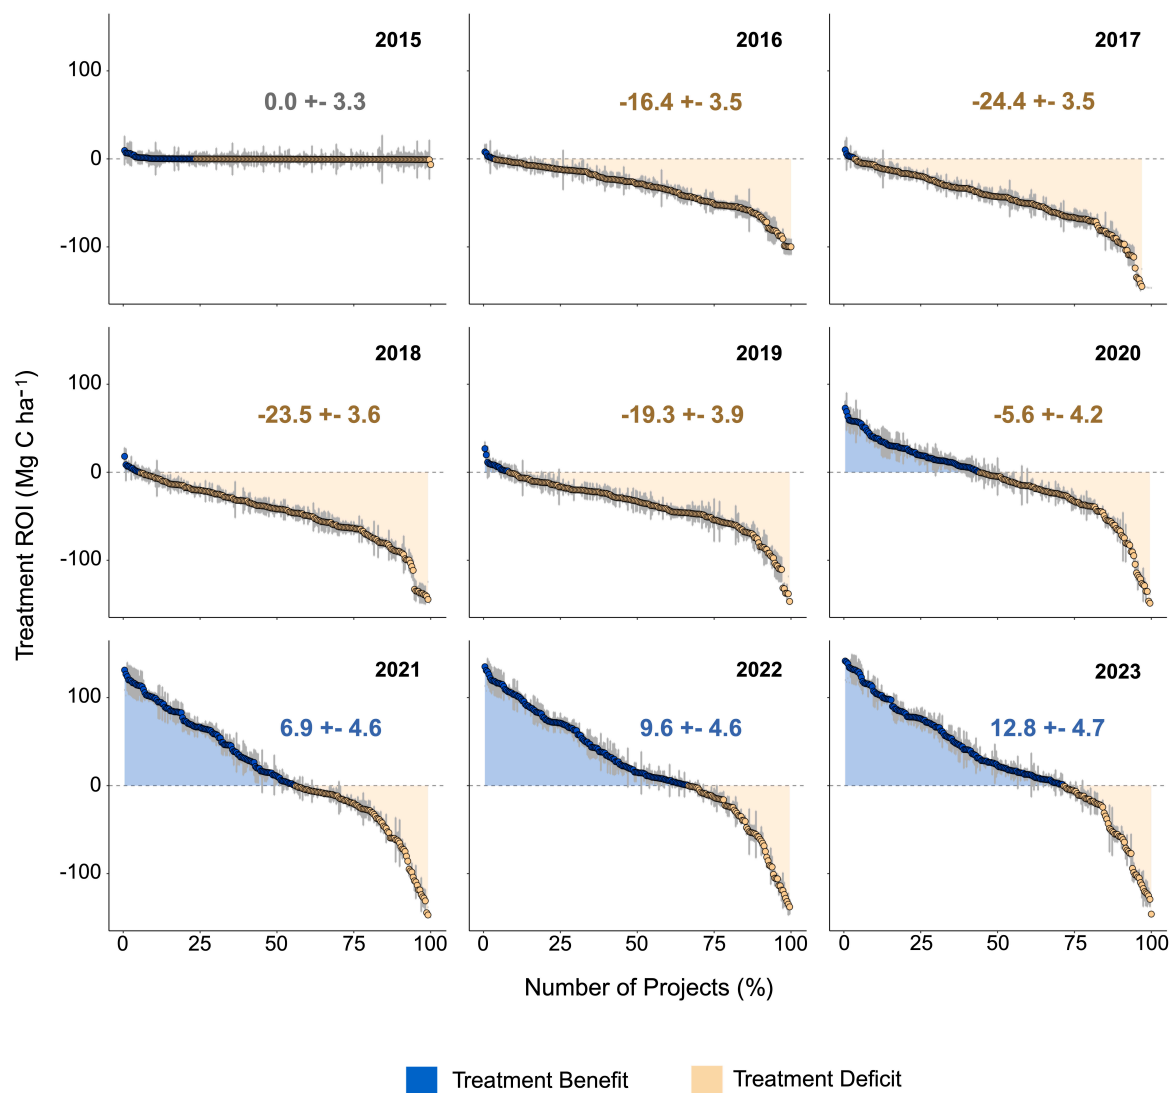 2015
2016
2017
100
0.0 +- 3.3
-16.4 +- 3.5
-24.4 +- 3.5
0
-100
2018
2019
2020
100
-23.5 +- 3.6
-19.3 +- 3.9
-5.6 +- 4.2
0
-100
Treatment ROI (Mg C ha⁻¹)
2021
2022
2023
100
6.9 +- 4.6
9.6 +- 4.6
12.8 +- 4.7
0
-100
0 25 50 75 100
0 25 50 75 100
0 25 50 75 100
Number of Projects (%)
Treatment Benefit
Treatment Deficit